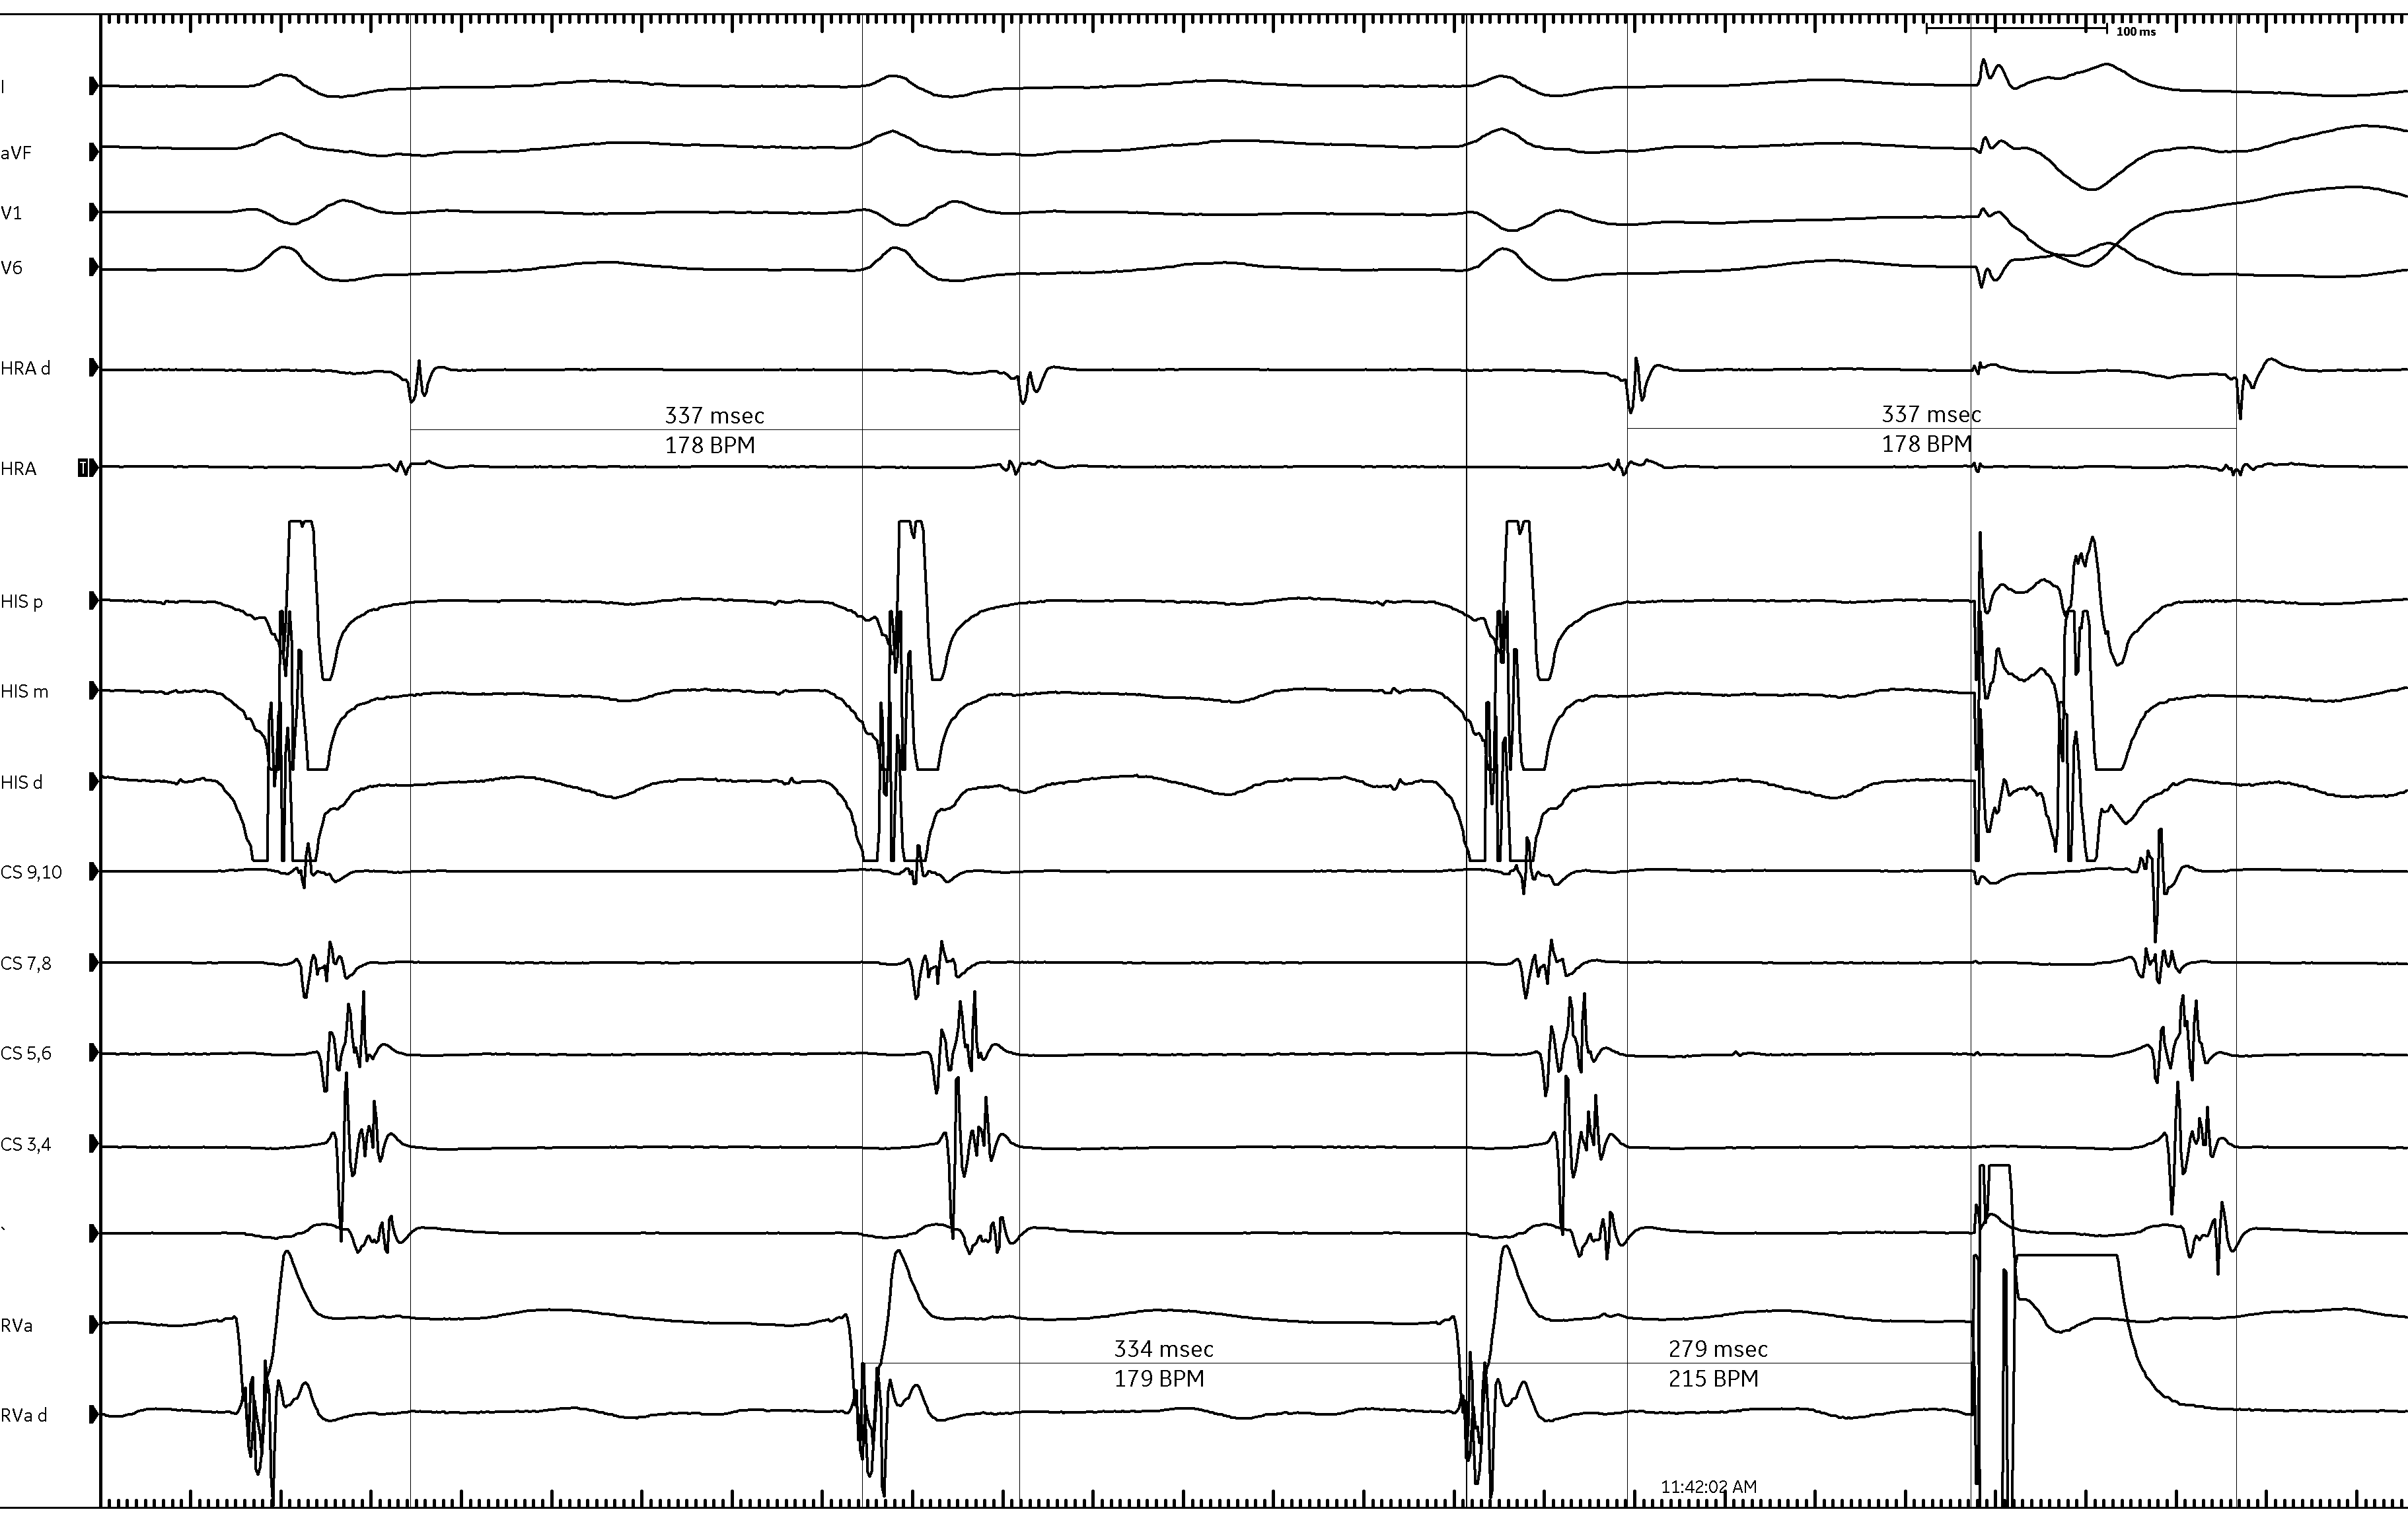 100 ms
I
aVF
V1
V6
HRA d
337 msec
337 msec
178 BPM
178 BPM
HRA
T
HIS p
HIS m
HIS d
CS 9,10
CS 7,8
CS 5,6
CS 3,4
`
RVa
334 msec
279 msec
179 BPM
215 BPM
RVa d
11:42:02 AM